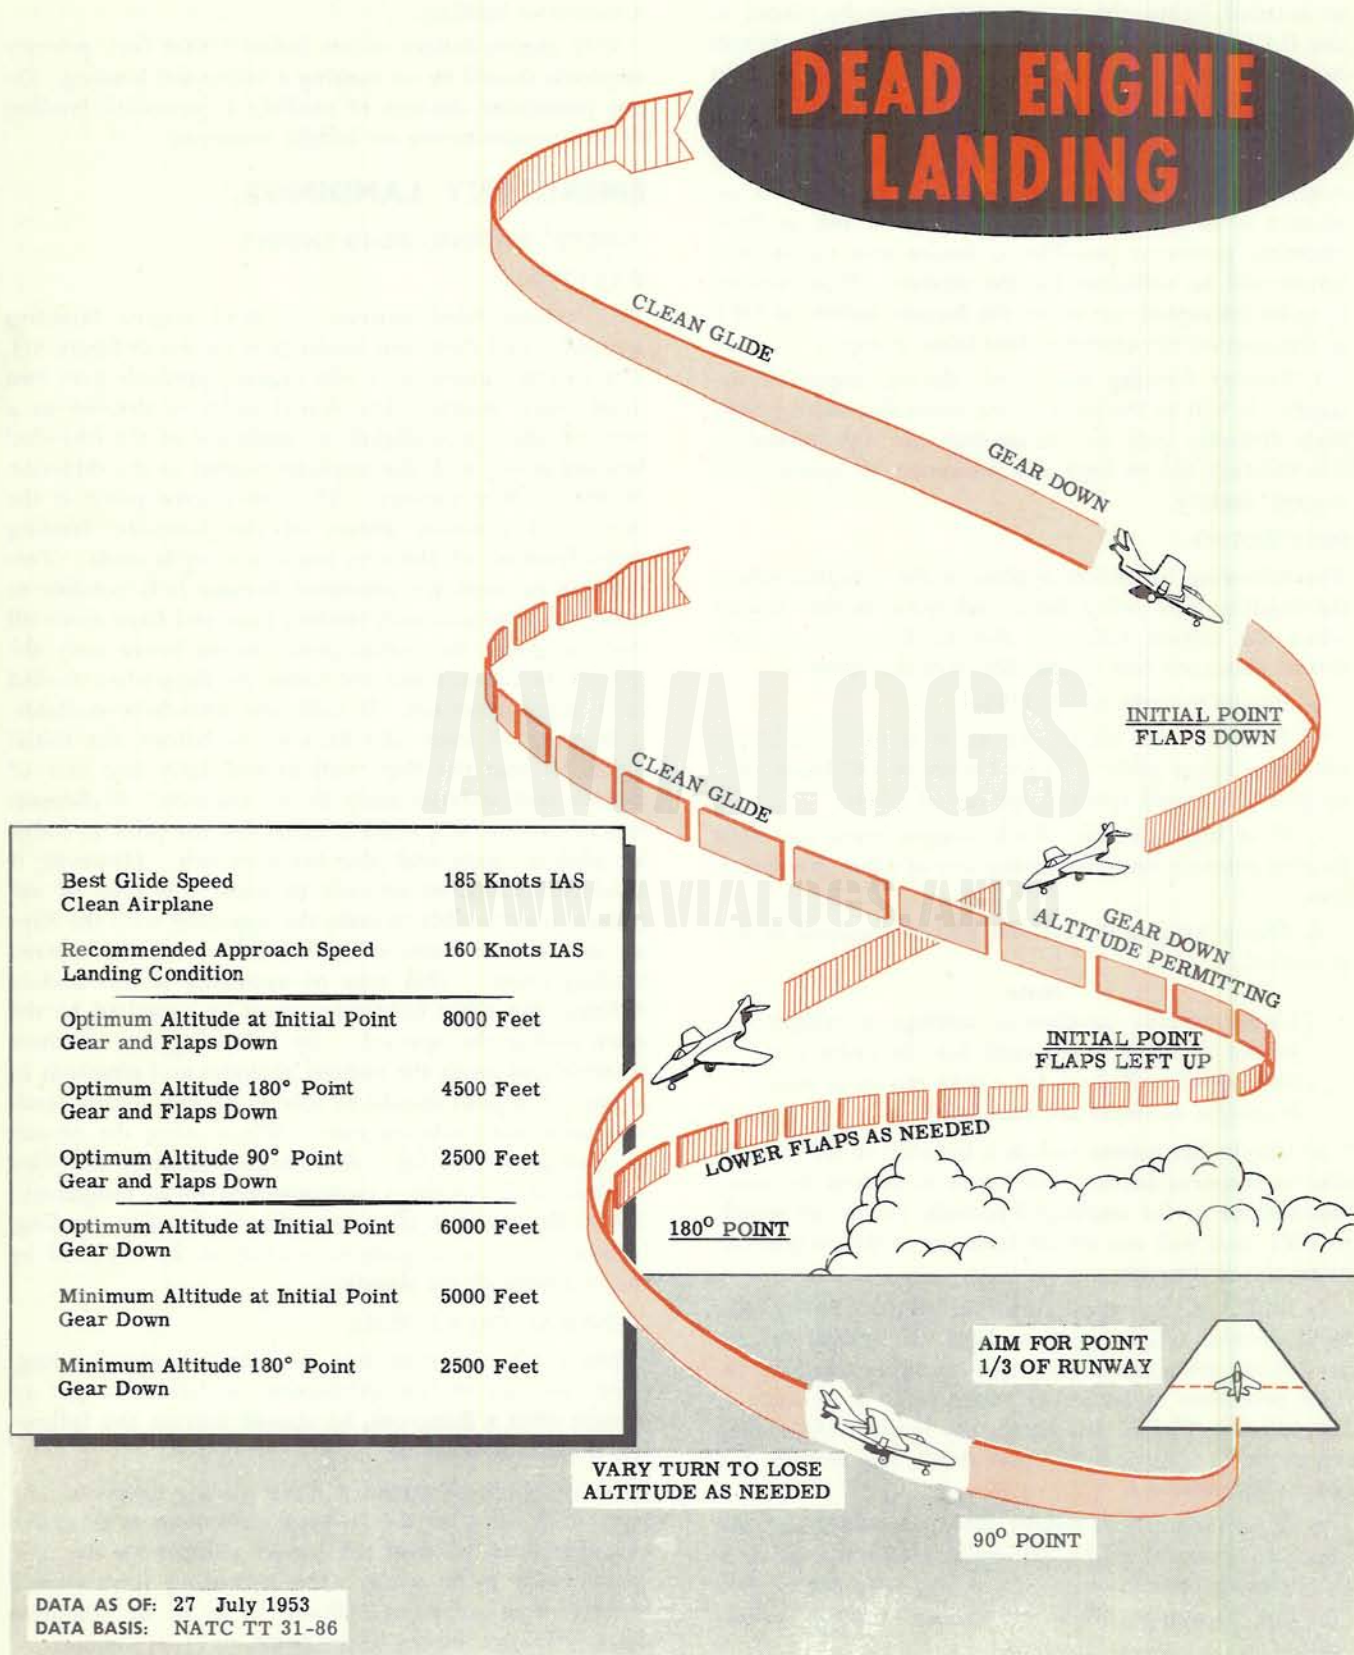 DEAD ENGINE
LANDING
CLEAN GLIDE
GEAR DOWN
INITIAL POINT
FLAPS DOWN
CLEAN GLIDE
AVIALOGS
WWW.AVIALOGS.AERO
GEAR DOWN
ALTITUDE PERMITTING
INITIAL POINT
FLAPS LEFT UP
LOWER FLAPS AS NEEDED
180° POINT
Best Glide Speed 185 Knots IAS
Clean Airplane
Recommended Approach Speed 160 Knots IAS
Landing Condition
Optimum Altitude at Initial Point 8000 Feet
Gear and Flaps Down
Optimum Altitude 180° Point 4500 Feet
Gear and Flaps Down
Optimum Altitude 90° Point 2500 Feet
Gear and Flaps Down
Optimum Altitude at Initial Point 6000 Feet
Gear Down
Minimum Altitude at Initial Point 5000 Feet
Gear Down
Minimum Altitude 180° Point 2500 Feet
Gear Down
AIM FOR POINT
1/3 OF RUNWAY
VARY TURN TO LOSE
ALTITUDE AS NEEDED
90° POINT
DATA AS OF: 27 July 1953
DATA BASIS: NATC TT 31-86